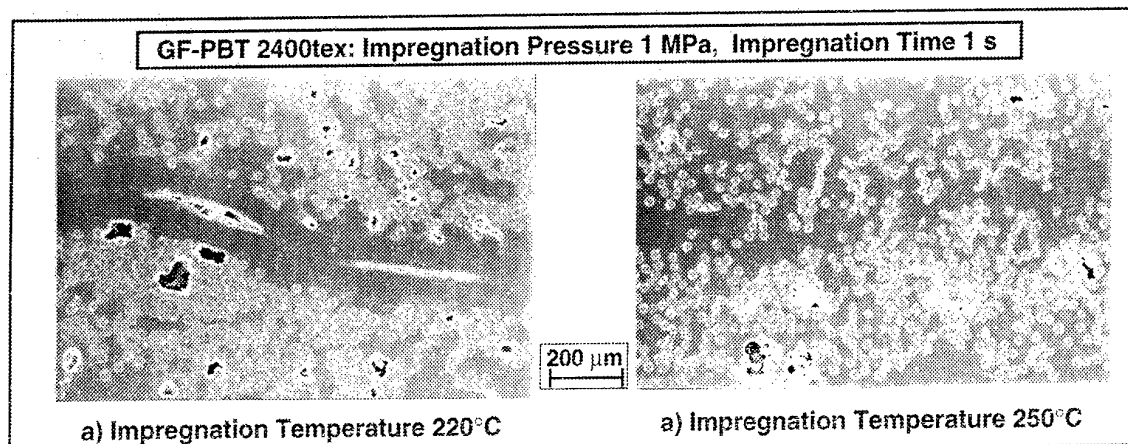 GF-PBT 2400tex: Impregnation Pressure 1 MPa, Impregnation Time 1 s
200 μm
a) Impregnation Temperature 220°C
a) Impregnation Temperature 250°C